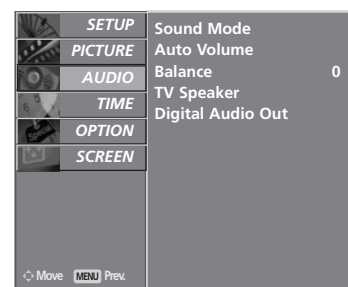 SETUP
PICTURE
AUDIO
TIME
OPTION
SCREEN
Move MENU Prev.
Sound Mode
Auto Volume
Balance 0
TV Speaker
Digital Audio Out